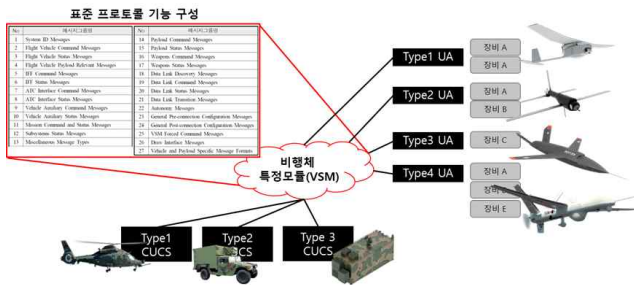 표준 프로토콜 기능 구성
No 메시지그룹명 No 메시지그룹명
1 System ID Messages 14 Payload Command Messages
2 Flight Vehicle Command Messages 15 Payload Status Messages
3 Flight Vehicle Status Messages 16 Weapons Command Messages
4 Flight Vehicle Payload Relevant Messages 17 Weapons Status Messages
5 IFF Command Messages 18 Data Link Discovery Messages
6 IFF Status Messages 19 Data Link Command Messages
7 ATC Interface Command Messages 20 Data Link Status Messages
8 ATC Interface Status Messages 21 Data Link Transition Messages
9 Vehicle Auxiliary Command Messages 22 Autonomy Messages
10 Vehicle Auxiliary Status Messages 23 General Pre-connection Configuration Messages
11 Mission Command and Status Messages 24 General Post-connection Configuration Messages
12 Subsystem Status Messages 25 VSM Forced Command Messages
13 Miscellaneous Message Types 26 Draw Interface Messages
27 Vehicle and Payload Specific Message Formats
Type1 UA
장비 A
장비 A
Type2 UA
장비 A
장비 B
Type3 UA
장비 C
Type4 UA
장비 A
장비 E
비행체
특정모듈(VSM)
Type1
CUCS
Type2
CUCS
Type 3
CUCS